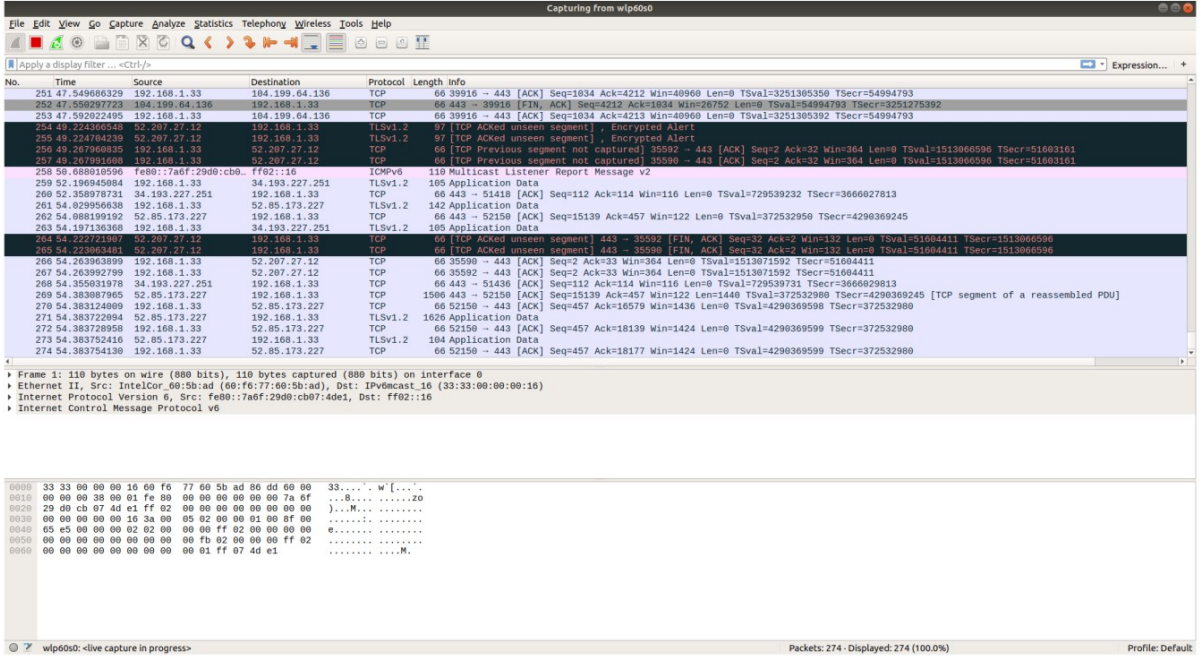 Capturing from wlp60s0
File Edit View Go Capture Analyze Statistics Telephony Wireless Tools Help
Apply a display filter ... <Ctrl-/>
Expression... +
No. Time Source Destination Protocol Length Info
251 47.549686329 192.168.1.33 104.199.64.136 TCP 66 39916 → 443 [ACK] Seq=1034 Ack=4212 Win=40960 Len=0 TSval=3251305350 TSecr=54994793
252 47.550297723 104.199.64.136 192.168.1.33 TCP 66 443 → 39916 [FIN, ACK] Seq=4212 Ack=1034 Win=26752 Len=0 TSval=54994793 TSecr=3251275392
253 47.592022495 192.168.1.33 104.199.64.136 TCP 66 39916 → 443 [ACK] Seq=1034 Ack=4213 Win=40960 Len=0 TSval=3251305392 TSecr=54994793
254 49.224366548 52.207.27.12 192.168.1.33 TLSv1.2 97 [TCP ACKed unseen segment] , Encrypted Alert
255 49.224704239 52.207.27.12 192.168.1.33 TLSv1.2 97 [TCP ACKed unseen segment] , Encrypted Alert
256 49.267960835 192.168.1.33 52.207.27.12 TCP 66 [TCP Previous segment not captured] 35592 → 443 [ACK] Seq=2 Ack=32 Win=364 Len=0 TSval=1513066596 TSecr=51603161
257 49.267991608 192.168.1.33 52.207.27.12 TCP 66 [TCP Previous segment not captured] 35590 → 443 [ACK] Seq=2 Ack=32 Win=364 Len=0 TSval=1513066596 TSecr=51603161
258 50.688010596 fe80::7a6f:29d0:cb0… ff02::16 ICMPv6 110 Multicast Listener Report Message v2
259 52.196945084 192.168.1.33 34.193.227.251 TLSv1.2 105 Application Data
260 52.358978731 34.193.227.251 192.168.1.33 TCP 66 443 → 51418 [ACK] Seq=112 Ack=114 Win=116 Len=0 TSval=729539232 TSecr=3666027813
261 54.029956638 192.168.1.33 52.85.173.227 TLSv1.2 142 Application Data
262 54.088199192 52.85.173.227 192.168.1.33 TCP 66 443 → 52150 [ACK] Seq=15139 Ack=457 Win=122 Len=0 TSval=372532950 TSecr=4290369245
263 54.197136368 192.168.1.33 34.193.227.251 TLSv1.2 105 Application Data
264 54.222721907 52.207.27.12 192.168.1.33 TCP 66 [TCP ACKed unseen segment] 443 → 35592 [FIN, ACK] Seq=32 Ack=2 Win=132 Len=0 TSval=51604411 TSecr=1513066596
265 54.223063481 52.207.27.12 192.168.1.33 TCP 66 [TCP ACKed unseen segment] 443 → 35590 [FIN, ACK] Seq=32 Ack=2 Win=132 Len=0 TSval=51604411 TSecr=1513066596
266 54.263963899 192.168.1.33 52.207.27.12 TCP 66 35590 → 443 [ACK] Seq=2 Ack=33 Win=364 Len=0 TSval=1513071592 TSecr=51604411
267 54.263992799 192.168.1.33 52.207.27.12 TCP 66 35592 → 443 [ACK] Seq=2 Ack=33 Win=364 Len=0 TSval=1513071592 TSecr=51604411
268 54.355031978 34.193.227.251 192.168.1.33 TCP 66 443 → 51436 [ACK] Seq=112 Ack=114 Win=116 Len=0 TSval=729539731 TSecr=3666029813
269 54.383087965 52.85.173.227 192.168.1.33 TCP 1506 443 → 52150 [ACK] Seq=15139 Ack=457 Win=122 Len=1440 TSval=372532980 TSecr=4290369245 [TCP segment of a reassembled PDU]
270 54.383124009 192.168.1.33 52.85.173.227 TCP 66 52150 → 443 [ACK] Seq=457 Ack=16579 Win=1436 Len=0 TSval=4290369598 TSecr=372532980
271 54.383722094 52.85.173.227 192.168.1.33 TLSv1.2 1626 Application Data
272 54.383728958 192.168.1.33 52.85.173.227 TCP 66 52150 → 443 [ACK] Seq=457 Ack=18139 Win=1424 Len=0 TSval=4290369599 TSecr=372532980
273 54.383752416 52.85.173.227 192.168.1.33 TLSv1.2 104 Application Data
274 54.383754130 192.168.1.33 52.85.173.227 TCP 66 52150 → 443 [ACK] Seq=457 Ack=18177 Win=1424 Len=0 TSval=4290369599 TSecr=372532980
Frame 1: 110 bytes on wire (880 bits), 110 bytes captured (880 bits) on interface 0
Ethernet II, Src: IntelCor_60:5b:ad (60:f6:77:60:5b:ad), Dst: IPv6mcast_16 (33:33:00:00:00:16)
Internet Protocol Version 6, Src: fe80::7a6f:29d0:cb07:4de1, Dst: ff02::16
Internet Control Message Protocol v6
0000 33 33 00 00 00 16 60 f6 77 60 5b ad 86 dd 60 00 33....`. w`[...`.
0010 00 00 00 38 00 01 fe 80 00 00 00 00 00 00 7a 6f ...8.... ......zo
0020 29 d0 cb 07 4d e1 ff 02 00 00 00 00 00 00 00 00 )...M... ........
0030 00 00 00 00 00 16 3a 00 05 02 00 00 01 00 8f 00 ......:. ........
0040 65 e5 00 00 00 02 02 00 00 00 ff 02 00 00 00 00 e....... ........
0050 00 00 00 00 00 00 00 00 00 fb 02 00 00 00 ff 02 ........ ........
0060 00 00 00 00 00 00 00 00 00 01 ff 07 4d e1 ........ ....M.
wlp60s0: <live capture in progress>
Packets: 274 · Displayed: 274 (100.0%)
Profile: Default